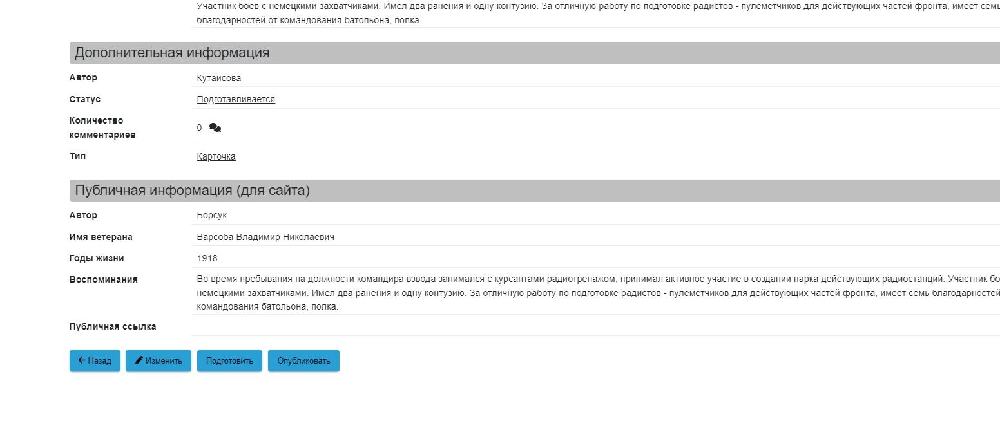 Участник боев с немецкими захватчиками. Имел два ранения и одну контузию. За отличную работу по подготовке радистов - пулеметчиков для действующих частей фронта, имеет семь
благодарностей от командования батольона, полка.
Дополнительная информация
Автор Кутаисова
Статус Подготавливается
Количество
комментариев 0
Тип Карточка
Публичная информация (для сайта)
Автор Борсук
Имя ветерана Варсоба Владимир Николаевич
Годы жизни 1918
Воспоминания Во время пребывания на должности командира взвода занимался с курсантами радиотренажом, принимал активное участие в создании парка действующих радиостанций. Участник бо
немецкими захватчиками. Имел два ранения и одну контузию. За отличную работу по подготовке радистов - пулеметчиков для действующих частей фронта, имеет семь благодарностей
командования батольона, полка.
Публичная ссылка
Назад Изменить Подготовить Опубликовать